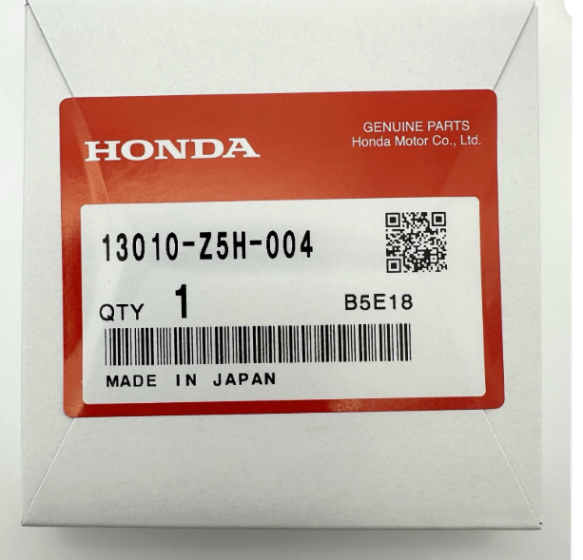 HONDA
GENUINE PARTS
Honda Motor Co., Ltd.
13010-Z5H-004
QTY 1
B5E18
MADE IN JAPAN